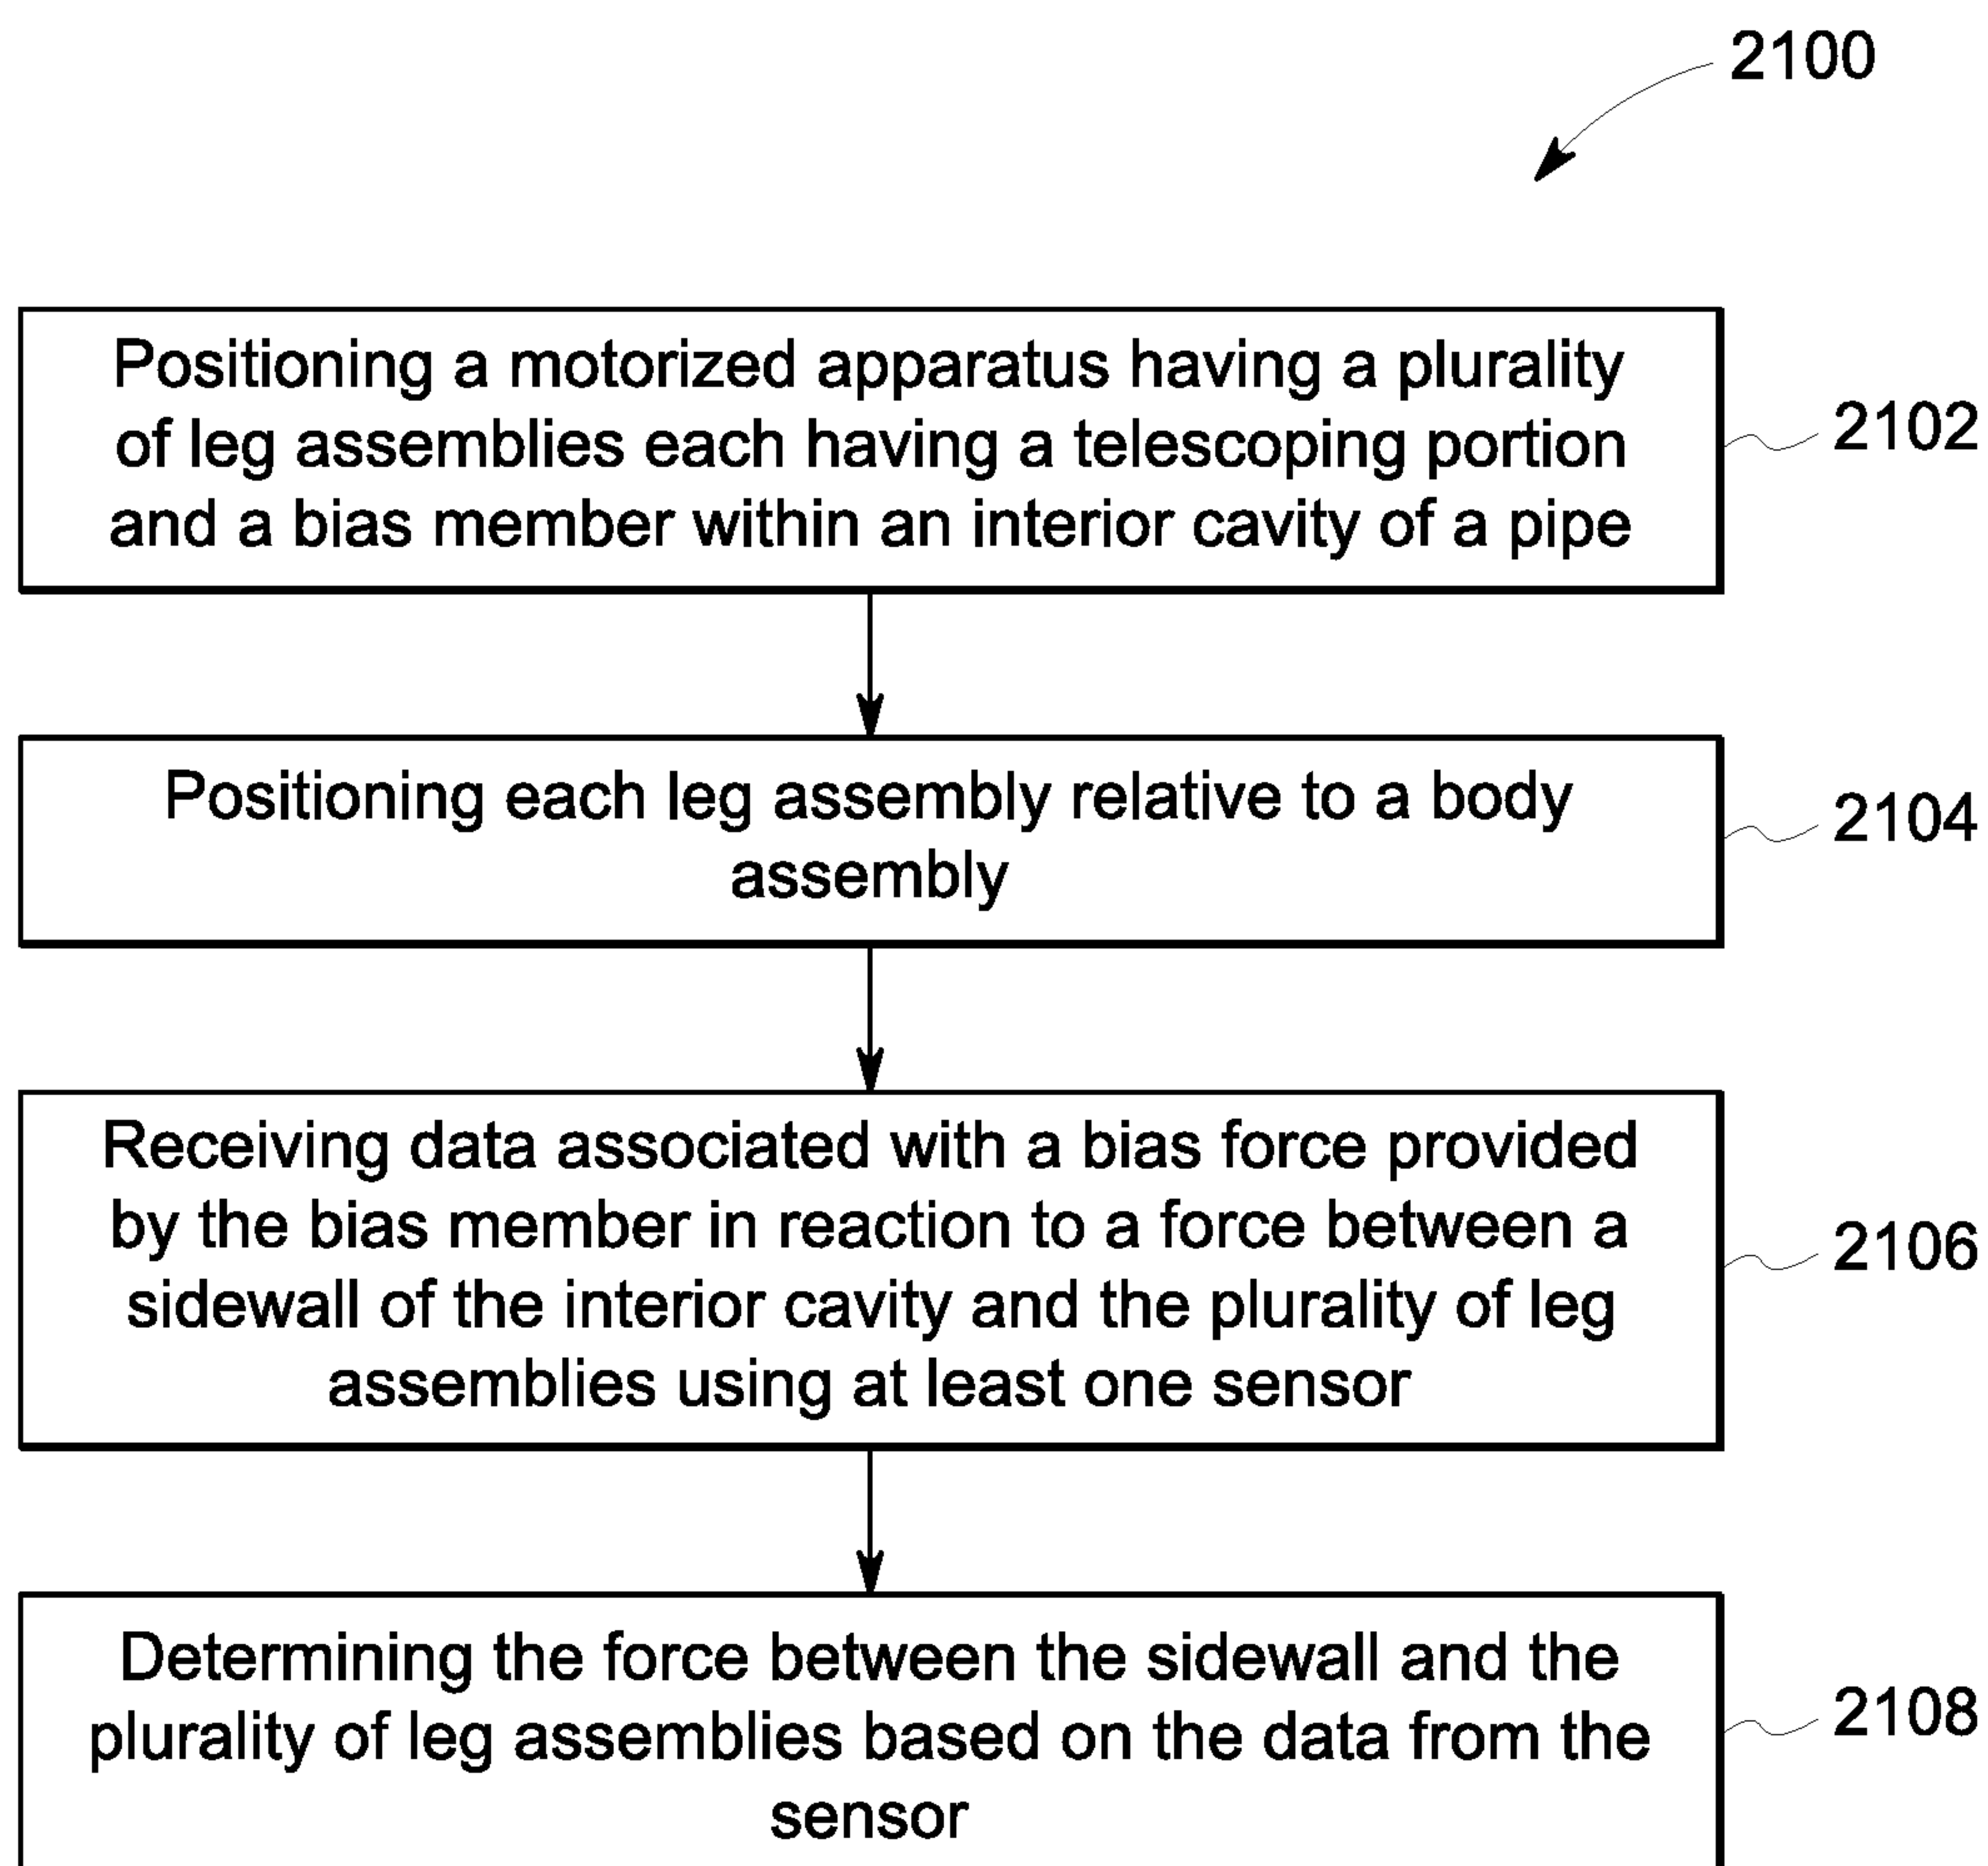 2100
Positioning a motorized apparatus having a plurality
of leg assemblies each having a telescoping portion
and a bias member within an interior cavity of a pipe
2102
Positioning each leg assembly relative to a body
assembly
2104
Receiving data associated with a bias force provided
by the bias member in reaction to a force between a
sidewall of the interior cavity and the plurality of leg
assemblies using at least one sensor
2106
Determining the force between the sidewall and the
plurality of leg assemblies based on the data from the
sensor
2108